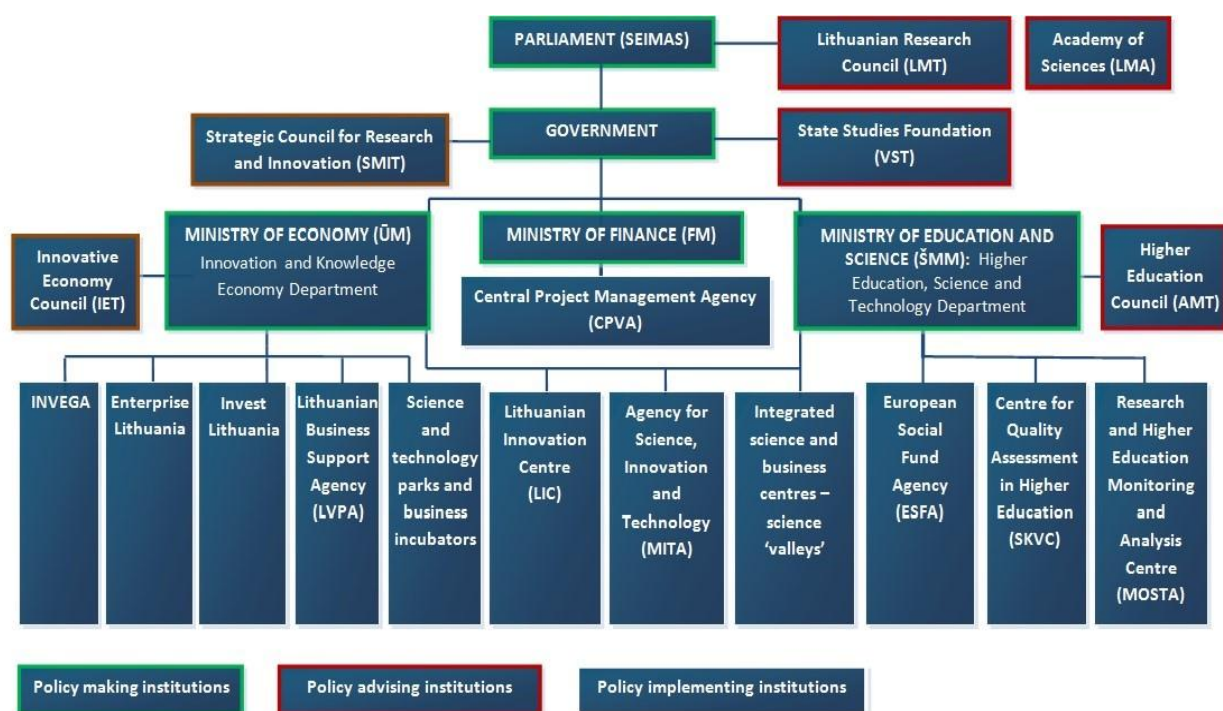 PARLIAMENT (SEIMAS)
Lithuanian Research
Council (LMT)
Academy of
Sciences (LMA)
Strategic Council for Research
and Innovation (SMIT)
GOVERNMENT
State Studies Foundation
(VST)
Innovative
Economy
Council (IET)
MINISTRY OF ECONOMY (ŪM)
Innovation and Knowledge
Economy Department
MINISTRY OF FINANCE (FM)
Central Project Management Agency
(CPVA)
MINISTRY OF EDUCATION AND
SCIENCE (ŠMM): Higher
Education, Science and
Technology Department
Higher
Education
Council (AMT)
INVEGA
Enterprise
Lithuania
Invest
Lithuania
Lithuanian
Business
Support
Agency
(LVPA)
Science
and
technology
parks and
business
incubators
Lithuanian
Innovation
Centre
(LIC)
Agency for
Science,
Innovation
and
Technology
(MITA)
Integrated
science and
business
centres –
science
‘valleys’
European
Social
Fund
Agency
(ESFA)
Centre for
Quality
Assessment
in Higher
Education
(SKVC)
Research
and Higher
Education
Monitoring
and
Analysis
Centre
(MOSTA)
Policy making institutions
Policy advising institutions
Policy implementing institutions